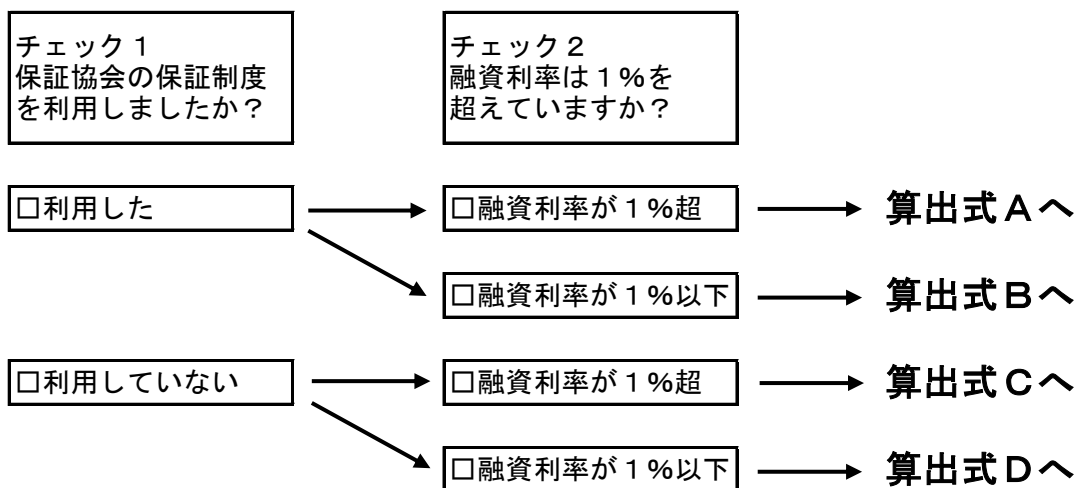 チェック１
保証協会の保証制度
を利用しましたか？
チェック２
融資利率は１％を
超えていますか？
□利用した
□融資利率が１％超
算出式Ａへ
□融資利率が１％以下
算出式Ｂへ
□利用していない
□融資利率が１％超
算出式Ｃへ
□融資利率が１％以下
算出式Ｄへ